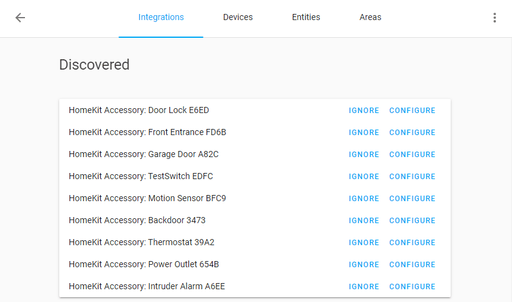 Integrations Devices Entities Areas
Discovered
HomeKit Accessory: Door Lock E6ED IGNORE CONFIGURE
HomeKit Accessory: Front Entrance FD6B IGNORE CONFIGURE
HomeKit Accessory: Garage Door A82C IGNORE CONFIGURE
HomeKit Accessory: TestSwitch EDFC IGNORE CONFIGURE
HomeKit Accessory: Motion Sensor BFC9 IGNORE CONFIGURE
HomeKit Accessory: Backdoor 3473 IGNORE CONFIGURE
HomeKit Accessory: Thermostat 39A2 IGNORE CONFIGURE
HomeKit Accessory: Power Outlet 654B IGNORE CONFIGURE
HomeKit Accessory: Intruder Alarm A6EE IGNORE CONFIGURE